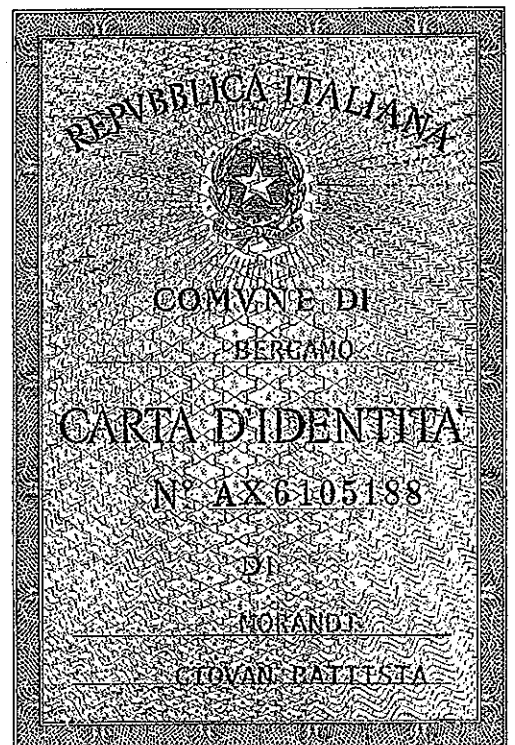 REPVBBLICA ITALIANA
COMVNE DI
BERGAMO
CARTA D'IDENTITA'
N° AX6105188
DI
MORANDI
GIOVAN BATTISTA